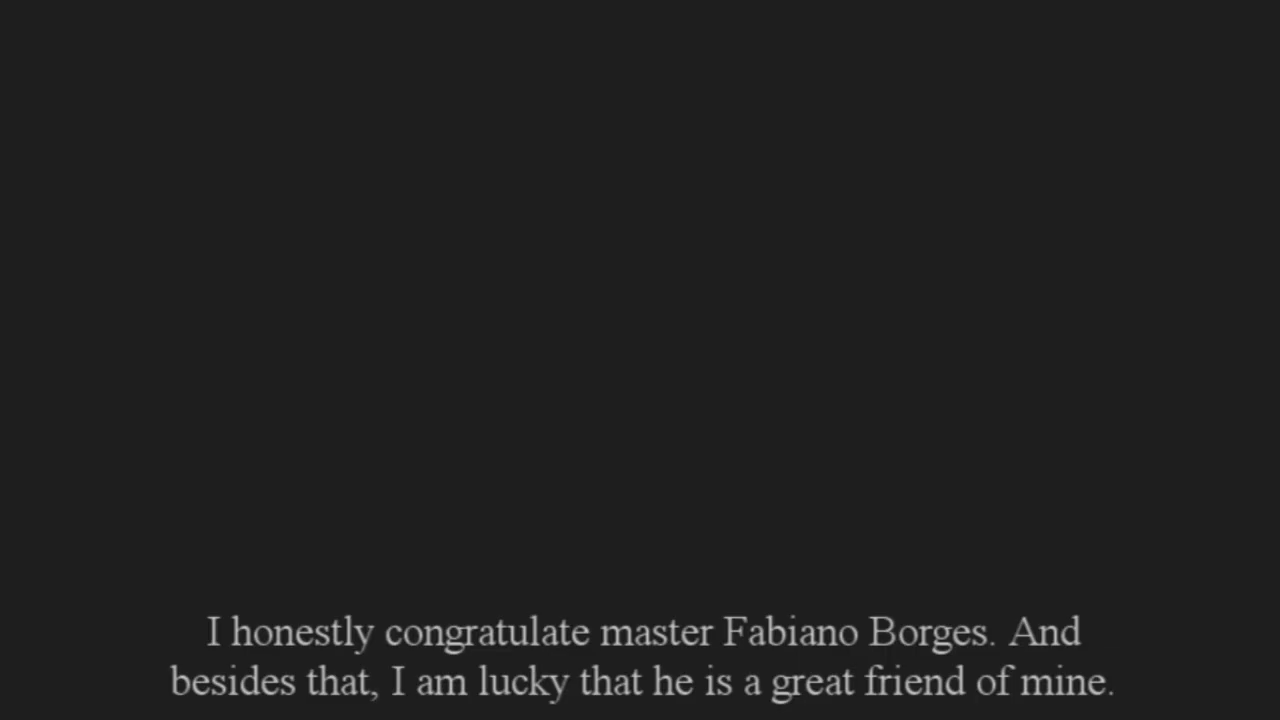 I honestly congratulate master Fabiano Borges. And
besides that, I am lucky that he is a great friend of mine.